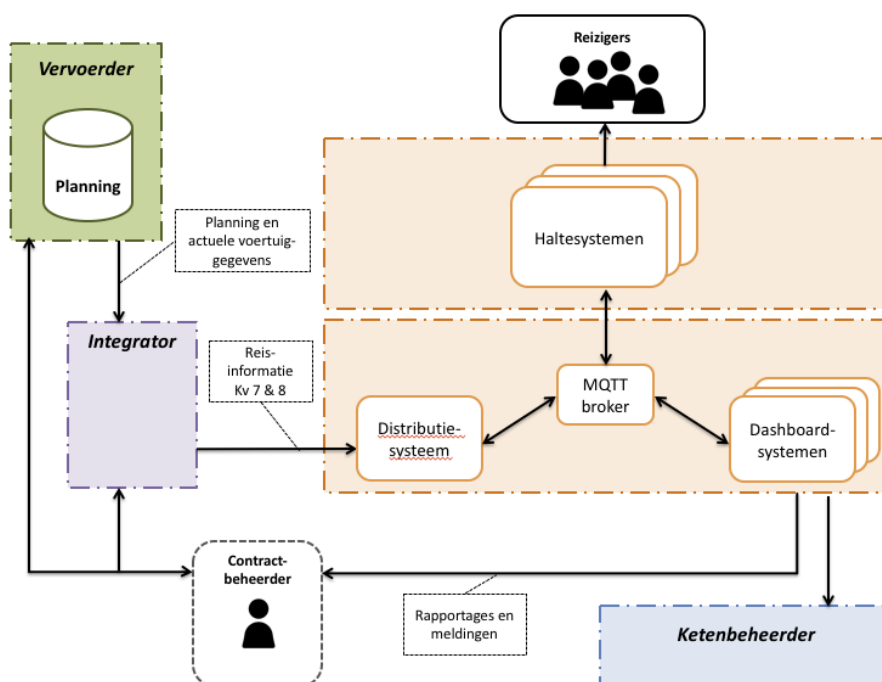 Vervoerder
Planning
Reizigers
Planning en
actuele voertuig-
gegevens
Haltesystemen
Integrator
Reis-
informatie
Kv 7 & 8
MQTT
broker
Distributie-
systeem
Dashboard-
systemen
Contract-
beheerder
Rapportages en
meldingen
Ketenbeheerder